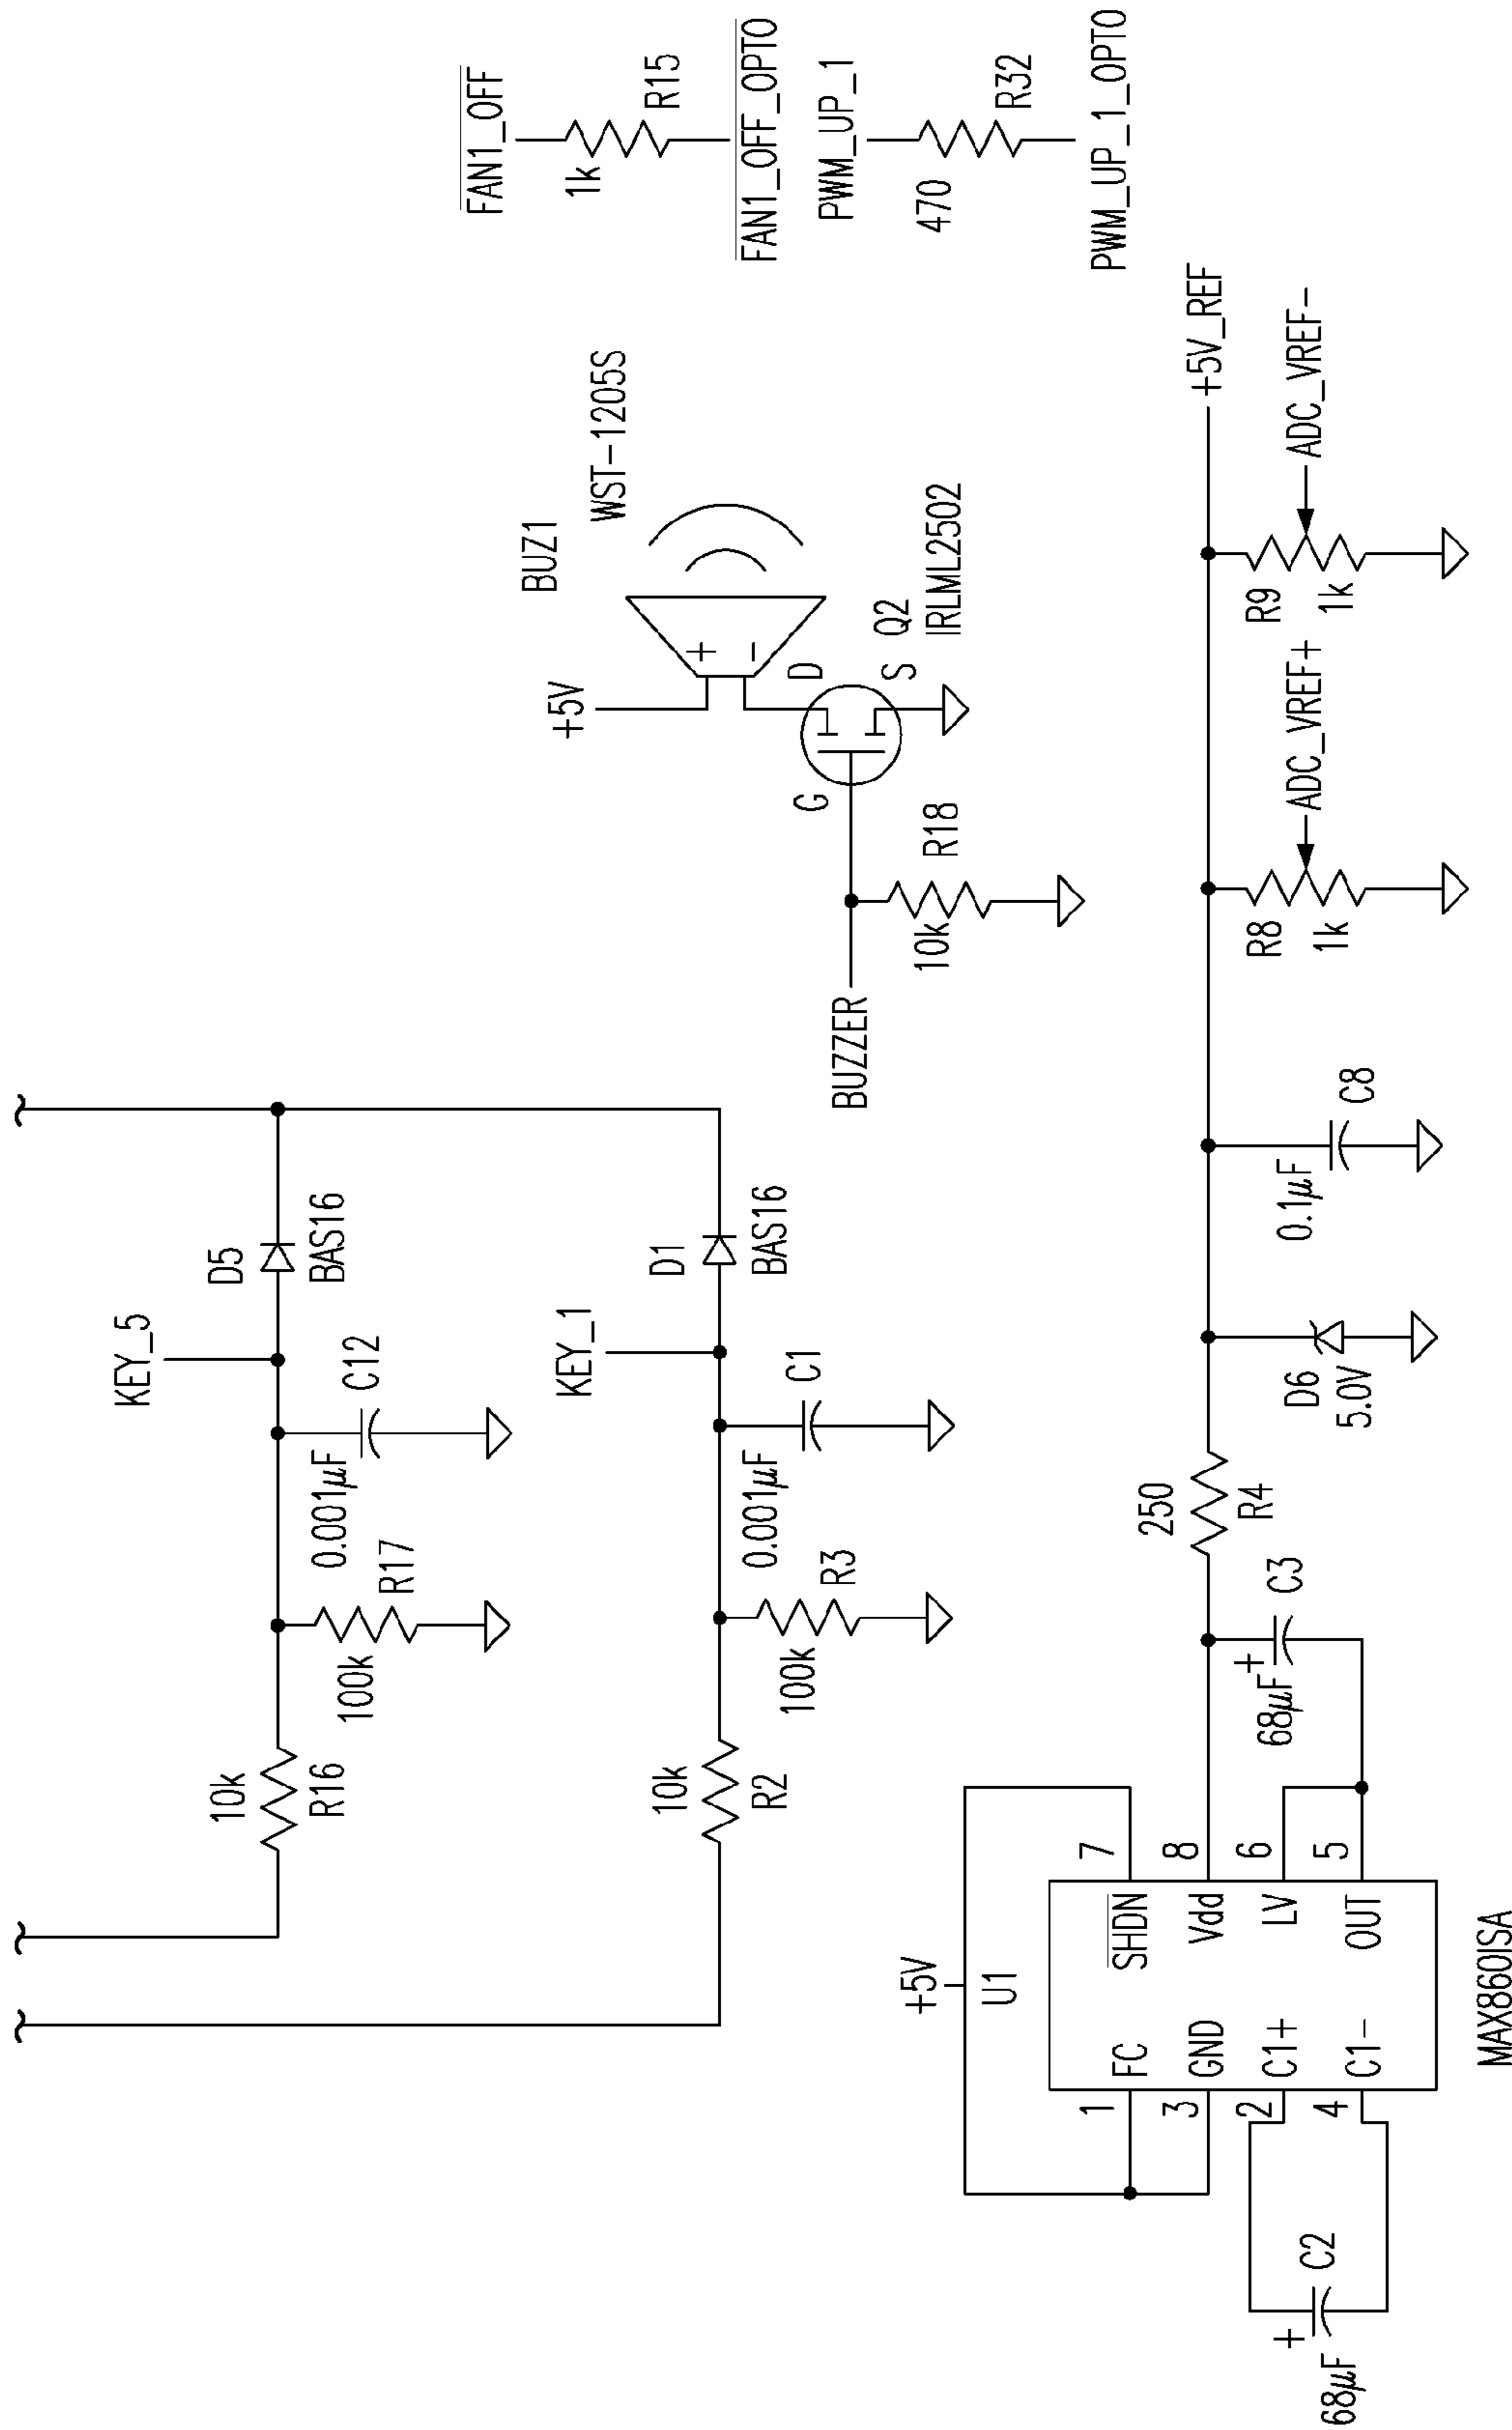 KEY_5
D5
BAS16
10k
R16
100k
R17
0.001µF
C12
KEY_1
D1
BAS16
10k
R2
100k
R3
0.001µF
C1
+5V
BUZ1
WST-1205S
+
-
D
G
S
Q2
IRLML2502
BUZZER
10k
R18
FAN1_OFF
1k
R15
FAN1_OFF_OPTO
PWM_UP_1
470
R32
PWM_UP_1_OPTO
+5V
U1
1
FC
SHDN
7
3
GND
Vdd
8
2
C1+
LV
6
4
C1-
OUT
5
MAX860ISA
+
68µF
C2
+
68µF
C3
250
R4
D6
5.0V
0.1µF
C8
R8
1k
ADC_VREF+
R9
1k
ADC_VREF-
+5V_REF